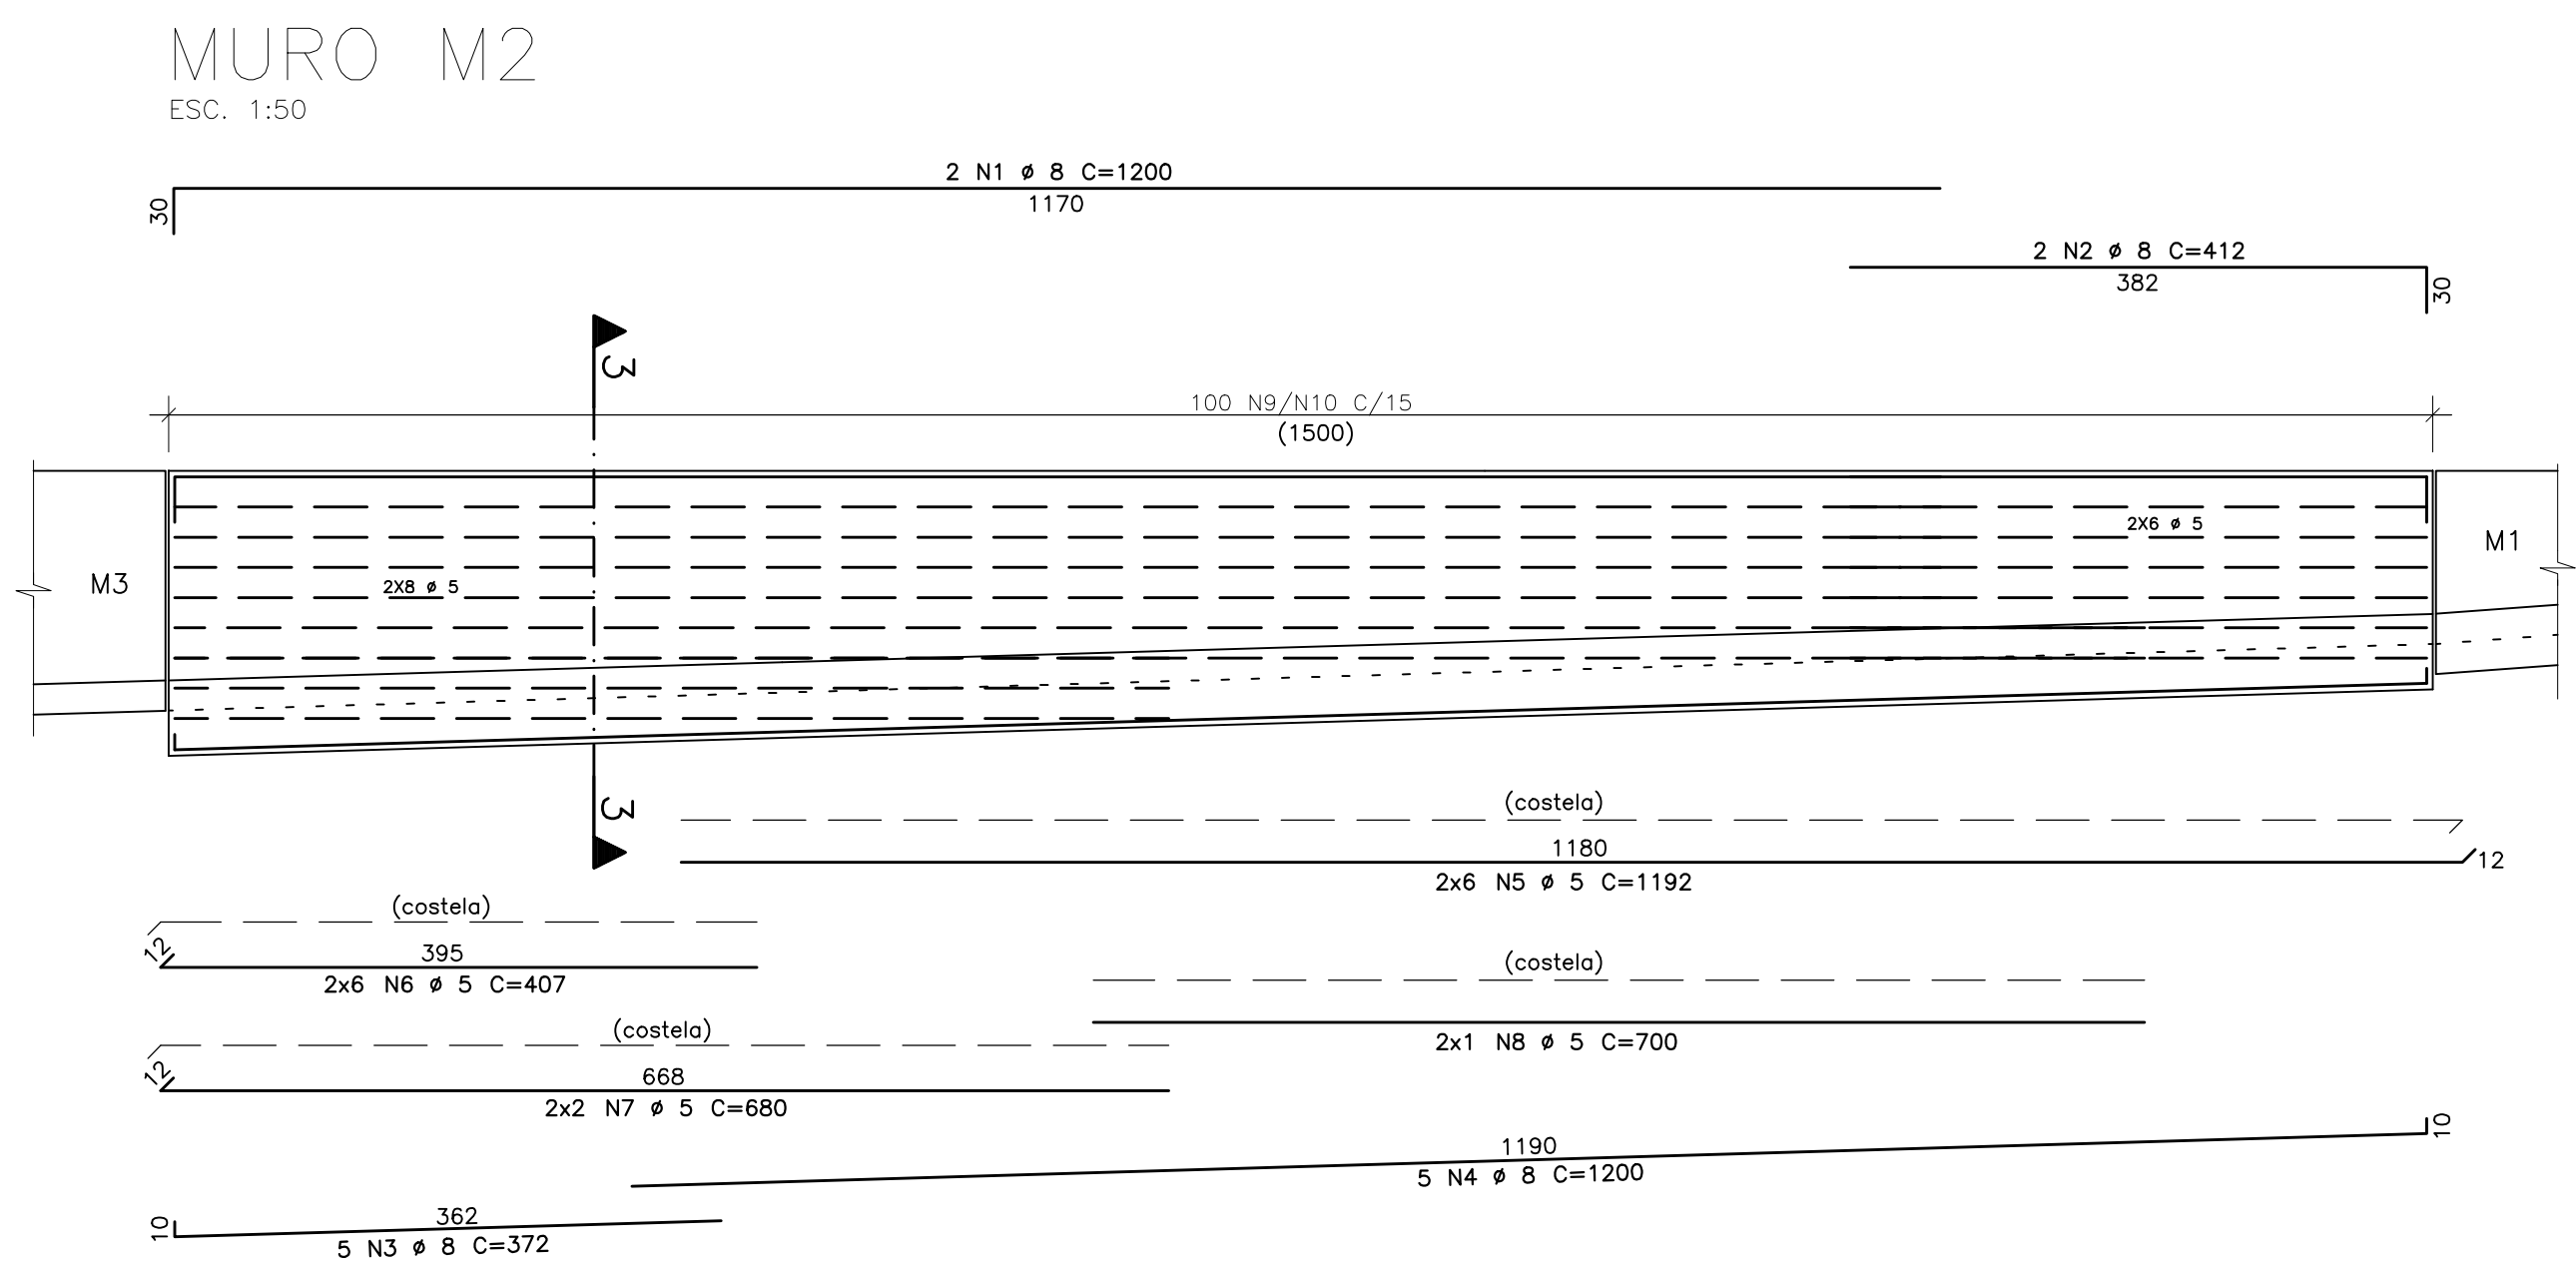 MURO M2
ESC. 1:50
2 N1 ø 8 C=1200
1170
30
2 N2 ø 8 C=412
382
30
3
100 N9/N10 C/15
(1500)
2X6 ø 5
M1
M3
2X8 ø 5
3
(costela)
1180
12
2x6 N5 ø 5 C=1192
(costela)
12
395
2x6 N6 ø 5 C=407
(costela)
2x1 N8 ø 5 C=700
(costela)
12
668
2x2 N7 ø 5 C=680
10
1190
5 N4 ø 8 C=1200
10
362
5 N3 ø 8 C=372